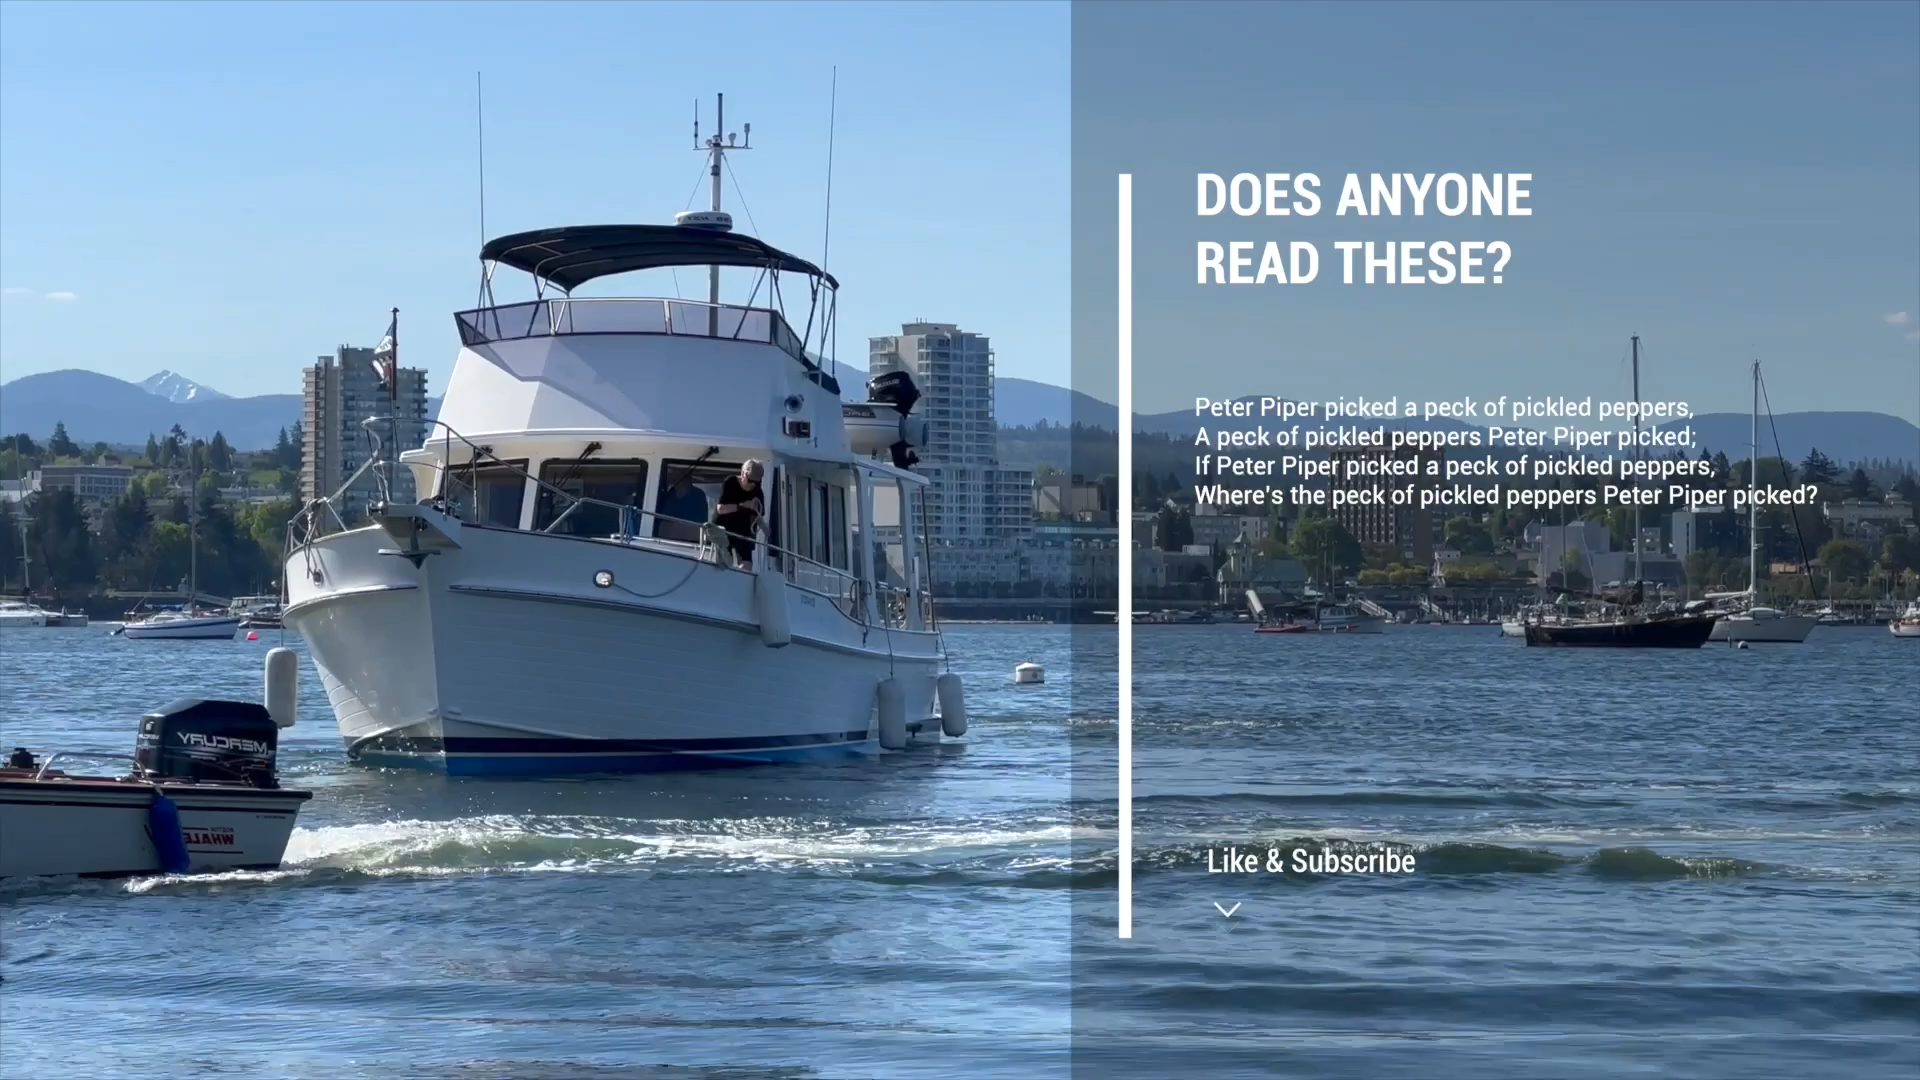 DOES ANYONE
READ THESE?
Peter Piper picked a peck of pickled peppers,
A peck of pickled peppers Peter Piper picked;
If Peter Piper picked a peck of pickled peppers,
Where's the peck of pickled peppers Peter Piper picked?
MERCURY
WHALE
Like & Subscribe